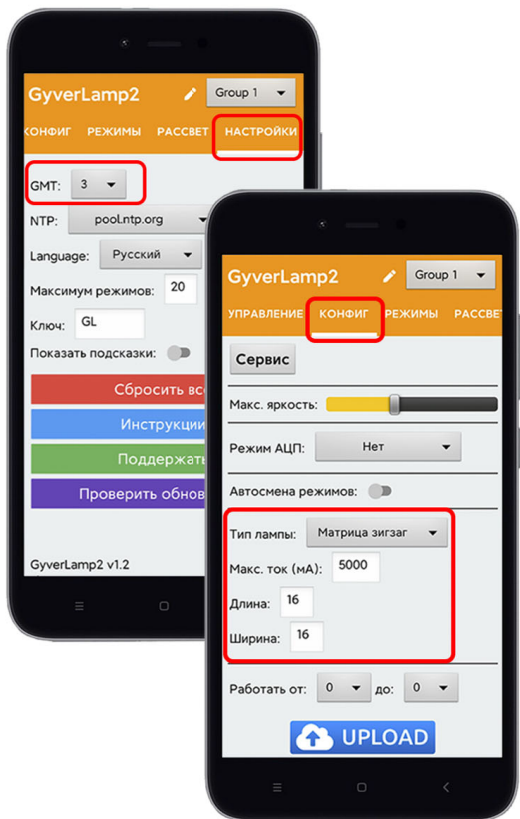 GyverLamp2 Group 1
КОНФИГ РЕЖИМЫ РАССВЕТ НАСТРОЙКИ
GMT: 3
NTP: pool.ntp.org
Language: Русский
Максимум режимов: 20
Ключ: GL
Показать подсказки:
Сбросить вс
Инструкции
Поддержать
Проверить обнов
GyverLamp2 v1.2
GyverLamp2 Group 1
УПРАВЛЕНИЕ КОНФИГ РЕЖИМЫ РАССВЕ
Сервис
Макс. яркость:
Режим АЦП: Нет
Автосмена режимов:
Тип лампы: Матрица зигзаг
Макс. ток (мА): 5000
Длина: 16
Ширина: 16
Работать от: 0 до: 0
UPLOAD